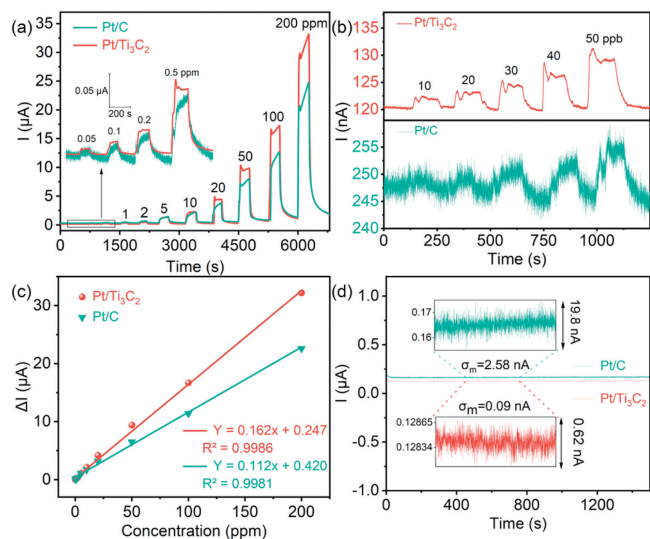 (a)
Pt/C
Pt/Ti₃C₂
200 ppm
0.05 μA
200 s
0.05
0.1
0.2
0.5 ppm
1
2
5
10
20
50
100
I (μA)
35
30
25
20
15
10
5
0
0 1500 3000 4500 6000
Time (s)
(b)
Pt/Ti₃C₂
10
20
30
40
50 ppb
I (nA)
130
125
120
Pt/C
255
250
245
240
0 250 500 750 1000
Time (s)
(c)
Pt/Ti₃C₂
Pt/C
Y = 0.162x + 0.247
R² = 0.9986
Y = 0.112x + 0.420
R² = 0.9981
ΔI (μA)
30
20
10
0
0 50 100 150 200
Concentration (ppm)
(d)
0.17
0.16
19.8 nA
σm=2.58 nA
Pt/C
Pt/Ti₃C₂
σm=0.09 nA
0.12865
0.12834
0.62 nA
I (μA)
1.0
0.5
0.0
-0.5
-1.0
0 400 800 1200
Time (s)